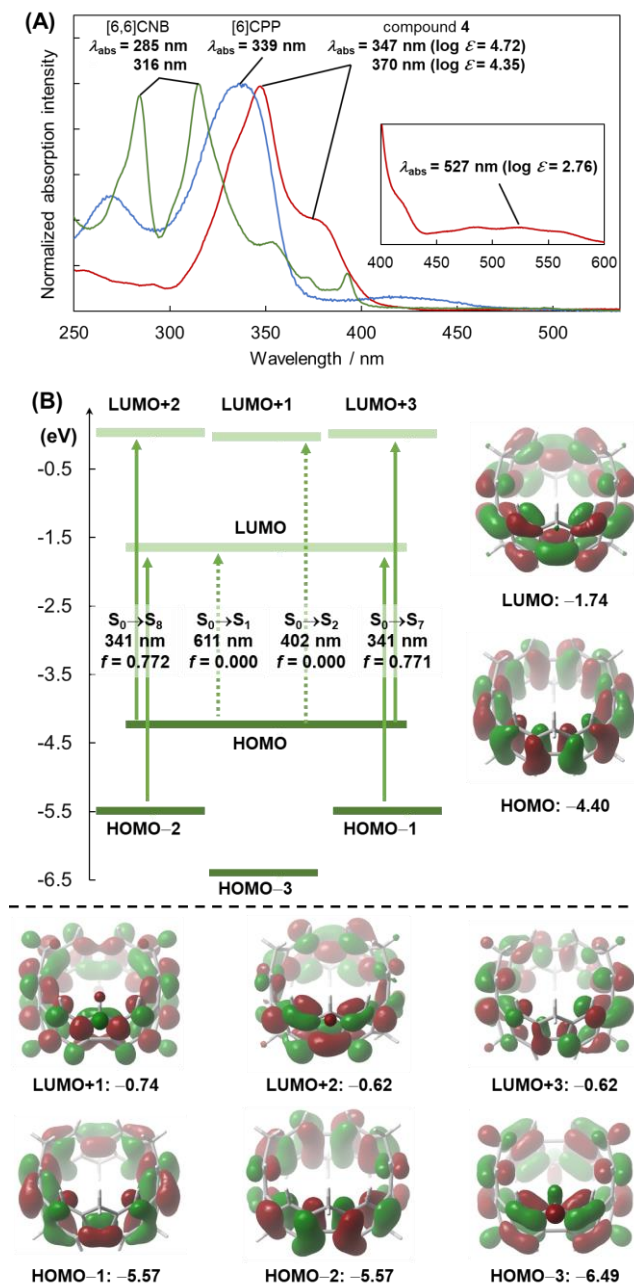 (A)
[6,6]CNB [6]CPP compound 4
λabs = 285 nm λabs = 339 nm λabs = 347 nm (log ℰ = 4.72)
316 nm 370 nm (log ℰ = 4.35)
λabs = 527 nm (log ℰ = 2.76)
400 450 500 550 600
Normalized absorption intensity
250 300 350 400 450 500
Wavelength / nm
(B)
LUMO+2 LUMO+1 LUMO+3
(eV)
-0.5
-1.5
LUMO
-2.5
S0→S8 S0→S1 S0→S2 S0→S7
341 nm 611 nm 402 nm 341 nm
f = 0.772 f = 0.000 f = 0.000 f = 0.771
-3.5
-4.5
HOMO
-5.5
HOMO–2 HOMO–1
-6.5
HOMO–3
LUMO: –1.74
HOMO: –4.40
LUMO+1: –0.74 LUMO+2: –0.62 LUMO+3: –0.62
HOMO–1: –5.57 HOMO–2: –5.57 HOMO–3: –6.49